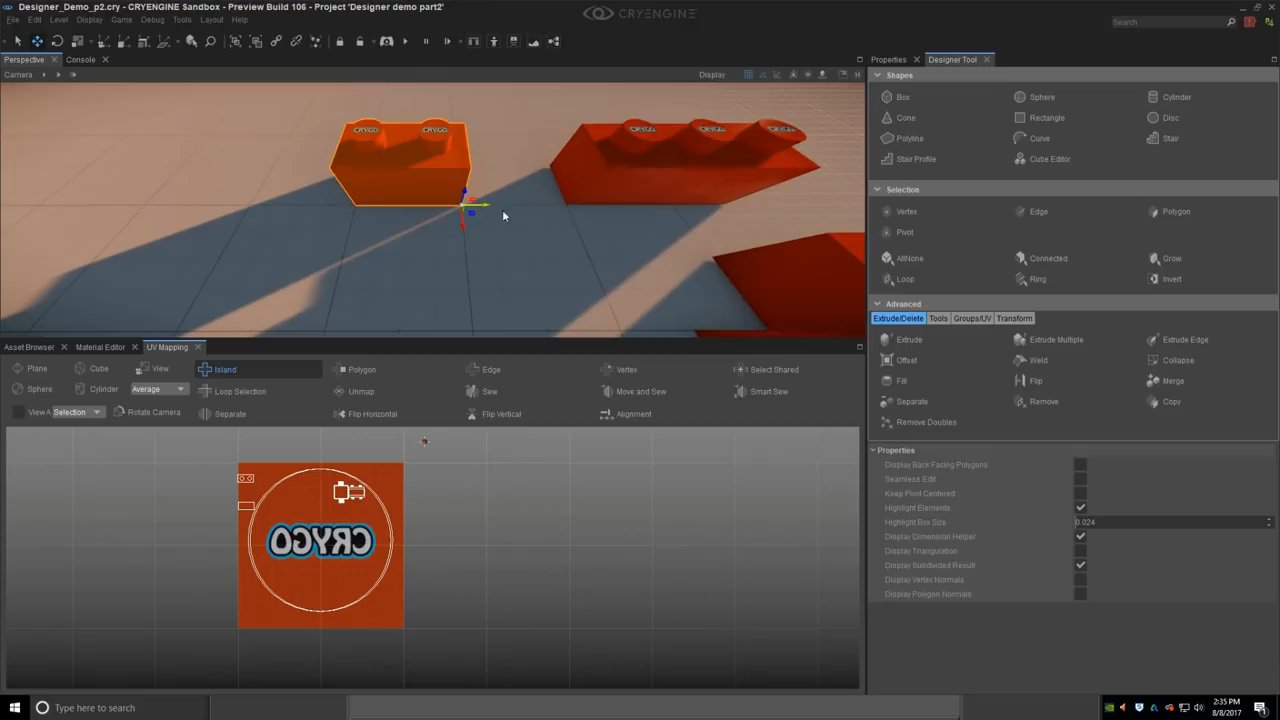 Designer_Demo_p2.cry - CRYENGINE Sandbox - Preview Build 106 - Project 'Designer demo part2'
CRYENGINE
File Edit Level Display Game Debug Tools Layout Help
Search
Perspective Console
Camera
Display
CRYGO CRYGO CRYGO CRYGO CRYGO
Properties Designer Tool
Shapes
Box Sphere Cylinder
Cone Rectangle Disc
Polyline Curve Stair
Stair Profile Cube Editor
Selection
Vertex Edge Polygon
Pivot
AllNone Connected Grow
Loop Ring Invert
Advanced
Extrude/Delete Tools Groups/UV Transform
Extrude Extrude Multiple Extrude Edge
Offset Weld Collapse
Fill Flip Merge
Separate Remove Copy
Remove Doubles
Properties
Display Back Facing Polygons
Seamless Edit
Keep Pivot Centered
Highlight Elements
Highlight Box Size 0.024
Display Dimension Helper
Display Triangulation
Display Subdivided Result
Display Vertex Normals
Display Polygon Normals
Asset Browser Material Editor UV Mapping
Plane Cube View Island Polygon Edge Vertex Select Shared
Sphere Cylinder Average Loop Selection Unmap Sew Move and Sew Smart Sew
View A Selection Rotate Camera Separate Flip Horizontal Flip Vertical Alignment
CRYGO
Type here to search
2:35 PM
8/8/2017